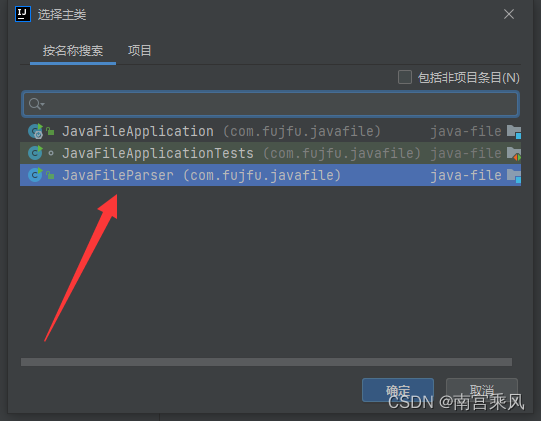 选择主类
按名称搜索 项目
包括非项目条目(N)
JavaFileApplication (com.fujfu.javafile) java-file
JavaFileApplicationTests (com.fujfu.javafile) java-file
JavaFileParser (com.fujfu.javafile) java-file
确定 取消
CSDN @南宫乘风